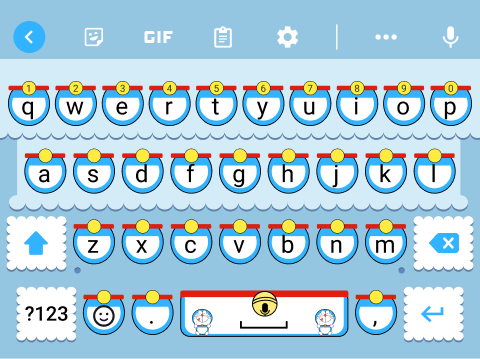 GIF
1 2 3 4 5 6 7 8 9 0
q w e r t y u i o p
a s d f g h j k l
z x c v b n m
?123 . ,